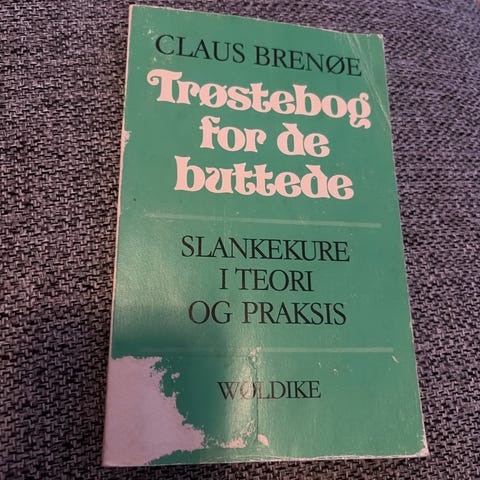 CLAUS BRENØE
Trøstebog
for de
buttede
SLANKEKURE
I TEORI
OG PRAKSIS
WØLDIKE